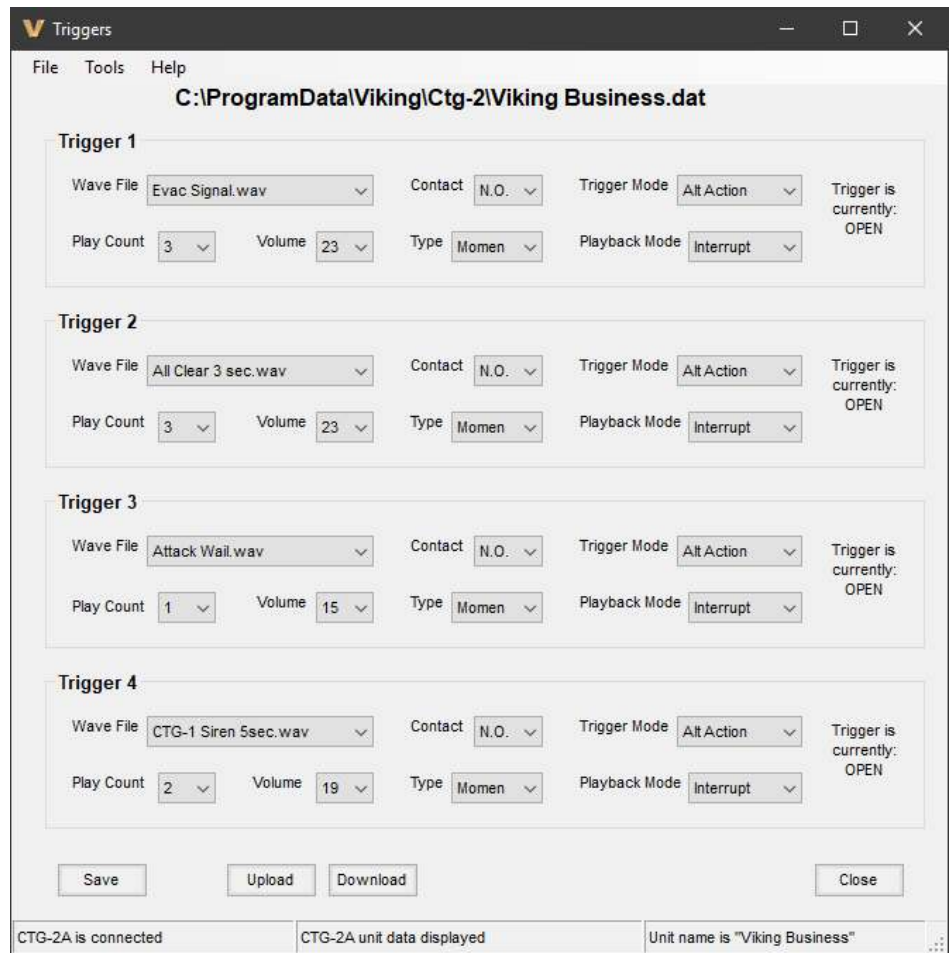 Triggers
File Tools Help
C:\ProgramData\Viking\Ctg-2\Viking Business.dat
Trigger 1
Wave File Evac Signal.wav Contact N.O. Trigger Mode Alt Action Trigger is
currently:
OPEN
Play Count 3 Volume 23 Type Momen Playback Mode Interrupt
Trigger 2
Wave File All Clear 3 sec.wav Contact N.O. Trigger Mode Alt Action Trigger is
currently:
OPEN
Play Count 3 Volume 23 Type Momen Playback Mode Interrupt
Trigger 3
Wave File Attack Wail.wav Contact N.O. Trigger Mode Alt Action Trigger is
currently:
OPEN
Play Count 1 Volume 15 Type Momen Playback Mode Interrupt
Trigger 4
Wave File CTG-1 Siren 5sec.wav Contact N.O. Trigger Mode Alt Action Trigger is
currently:
OPEN
Play Count 2 Volume 19 Type Momen Playback Mode Interrupt
Save Upload Download Close
CTG-2A is connected CTG-2A unit data displayed Unit name is "Viking Business"